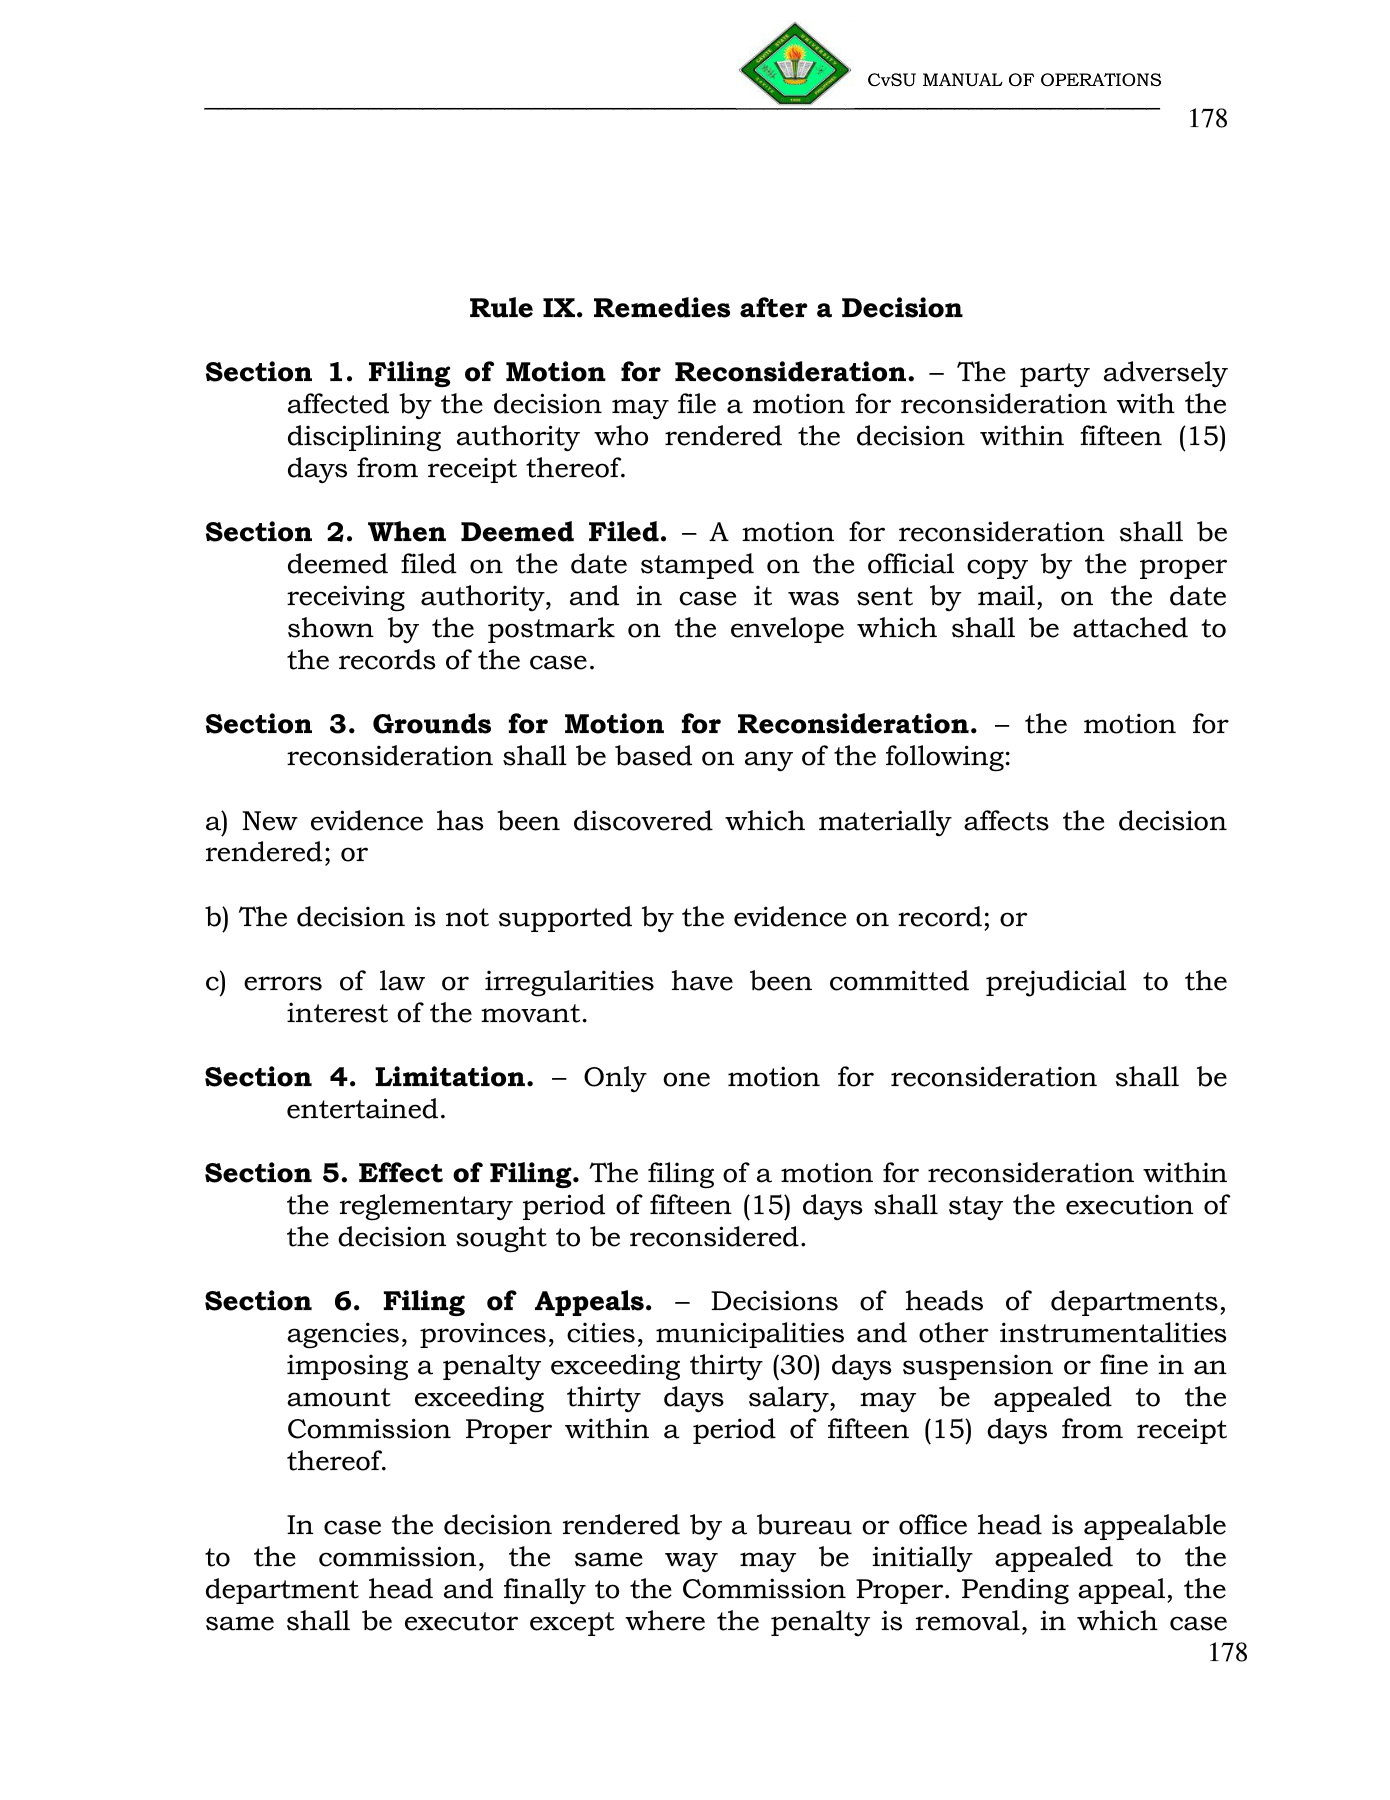 CvSU MANUAL OF OPERATIONS
178
Rule IX. Remedies after a Decision
Section 1. Filing of Motion for Reconsideration. – The party adversely
affected by the decision may file a motion for reconsideration with the
disciplining authority who rendered the decision within fifteen (15)
days from receipt thereof.
Section 2. When Deemed Filed. – A motion for reconsideration shall be
deemed filed on the date stamped on the official copy by the proper
receiving authority, and in case it was sent by mail, on the date
shown by the postmark on the envelope which shall be attached to
the records of the case.
Section 3. Grounds for Motion for Reconsideration. – the motion for
reconsideration shall be based on any of the following:
a) New evidence has been discovered which materially affects the decision
rendered; or
b) The decision is not supported by the evidence on record; or
c) errors of law or irregularities have been committed prejudicial to the
interest of the movant.
Section 4. Limitation. – Only one motion for reconsideration shall be
entertained.
Section 5. Effect of Filing. The filing of a motion for reconsideration within
the reglementary period of fifteen (15) days shall stay the execution of
the decision sought to be reconsidered.
Section 6. Filing of Appeals. – Decisions of heads of departments,
agencies, provinces, cities, municipalities and other instrumentalities
imposing a penalty exceeding thirty (30) days suspension or fine in an
amount exceeding thirty days salary, may be appealed to the
Commission Proper within a period of fifteen (15) days from receipt
thereof.
In case the decision rendered by a bureau or office head is appealable
to the commission, the same way may be initially appealed to the
department head and finally to the Commission Proper. Pending appeal, the
same shall be executor except where the penalty is removal, in which case
178